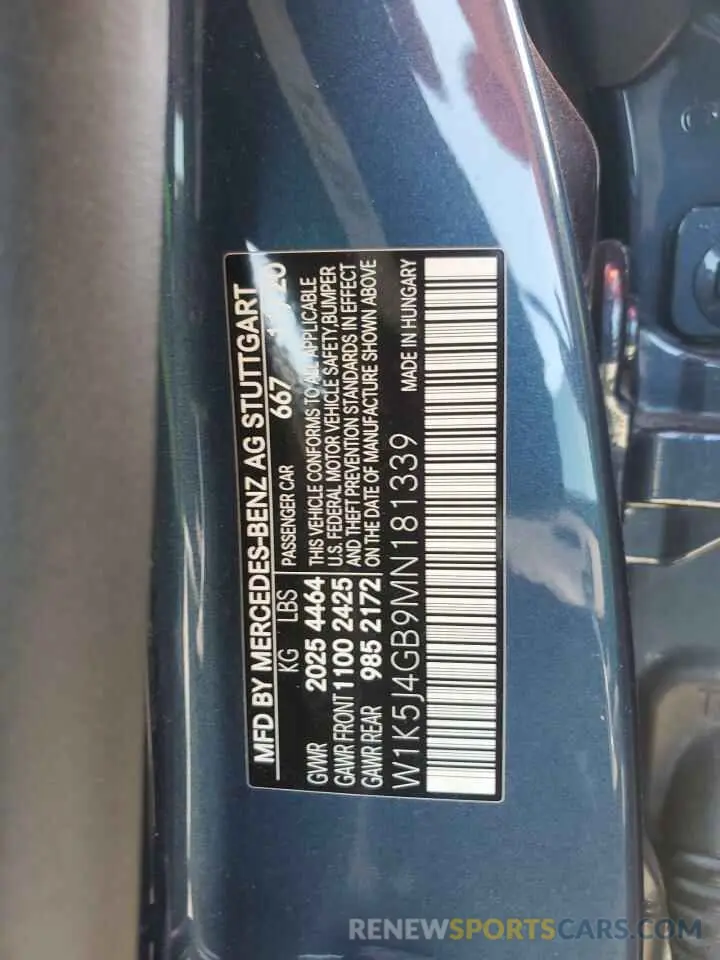 MFD BY MERCEDES-BENZ AG STUTTGART
KG LBS PASSENGER CAR 667
GVWR 2025 4464
GAWR FRONT 1100 2425
GAWR REAR 985 2172
THIS VEHICLE CONFORMS TO ALL APPLICABLE
U.S. FEDERAL MOTOR VEHICLE SAFETY, BUMPER
AND THEFT PREVENTION STANDARDS IN EFFECT
ON THE DATE OF MANUFACTURE SHOWN ABOVE
W1K5J4GB9MN181339 MADE IN HUNGARY
RENEWSPORTSCARS.COM